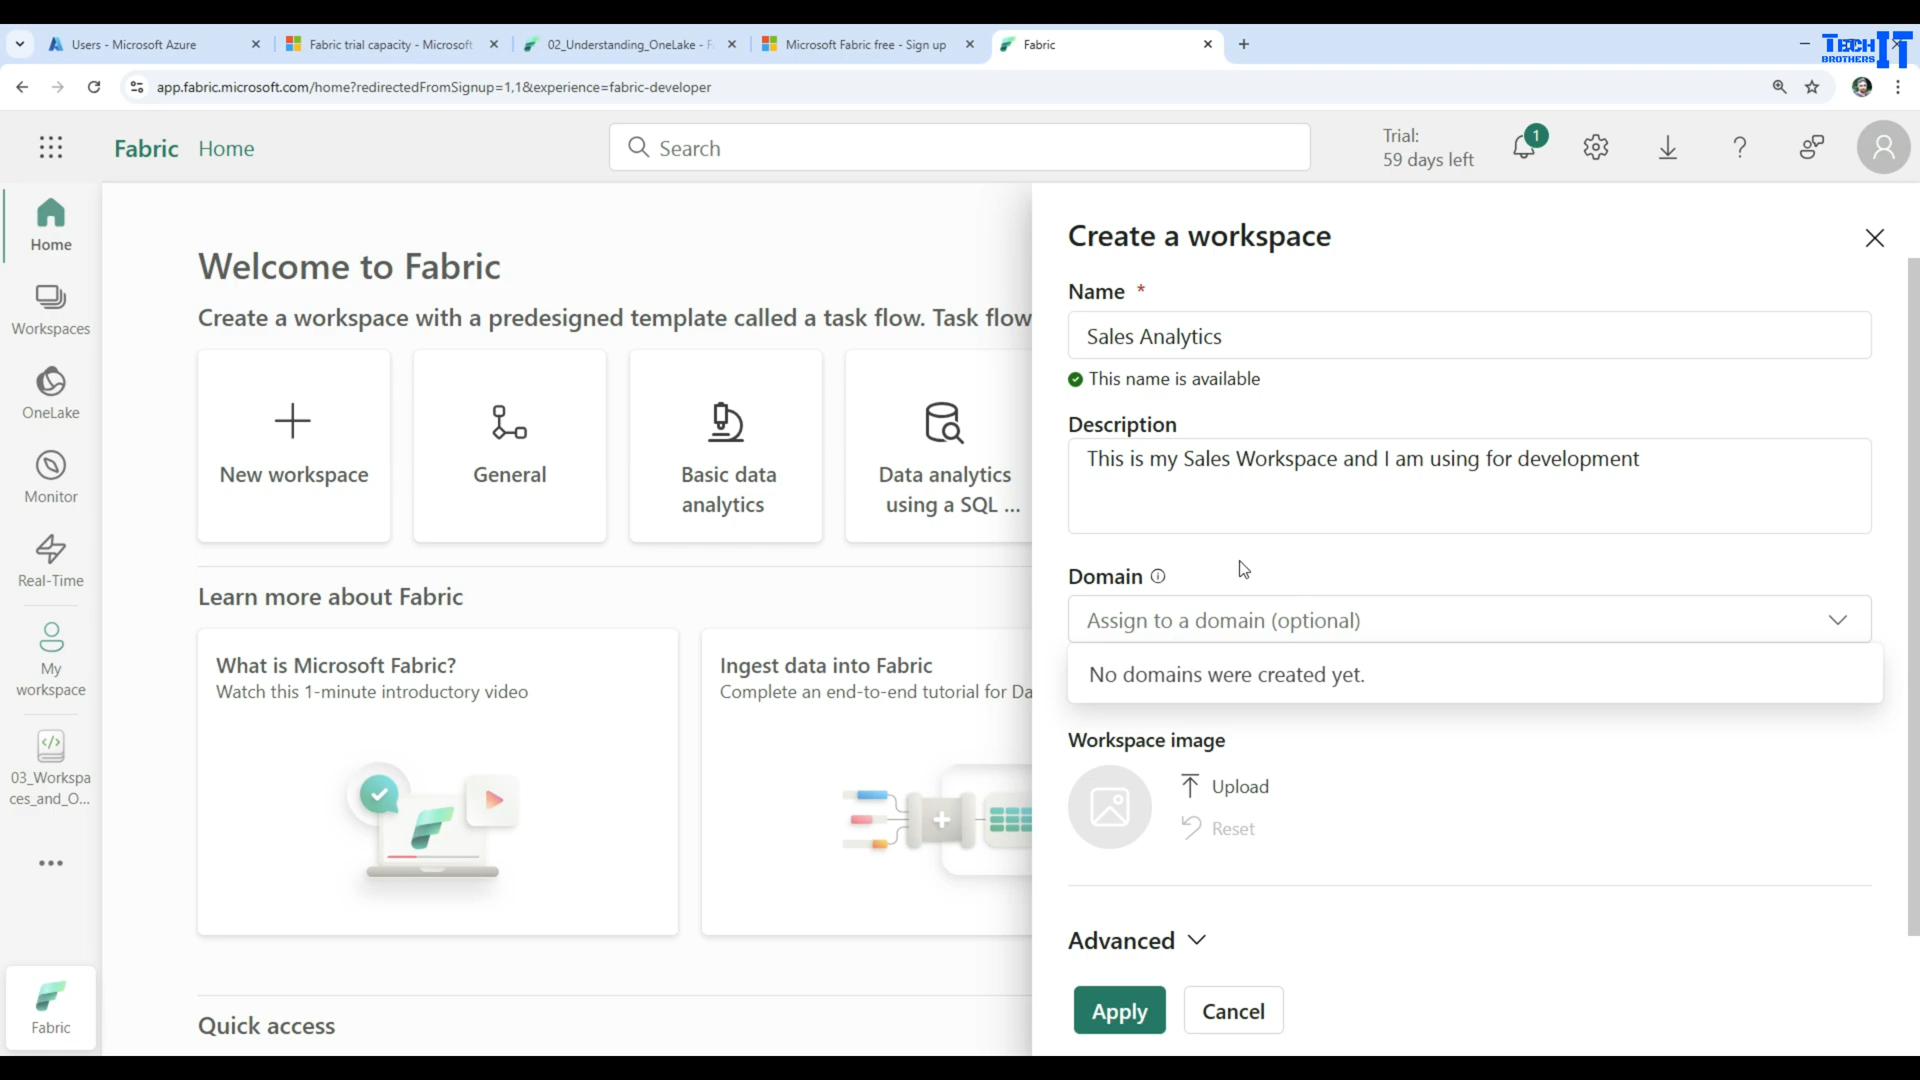 Users - Microsoft Azure
Fabric trial capacity - Microsoft
02_Understanding_OneLake - F
Microsoft Fabric free - Sign up
Fabric
TECH IT
BROTHERS
app.fabric.microsoft.com/home?redirectedFromSignup=1,1&experience=fabric-developer
Fabric Home
Search
Trial:
59 days left
1
Home
Workspaces
OneLake
Monitor
Real-Time
My
workspace
03_Workspa
ces_and_O...
Fabric
Welcome to Fabric
Create a workspace with a predesigned template called a task flow. Task flow
New workspace
General
Basic data
analytics
Data analytics
using a SQL ...
Learn more about Fabric
What is Microsoft Fabric?
Watch this 1-minute introductory video
Ingest data into Fabric
Complete an end-to-end tutorial for Da
Quick access
Create a workspace
Name *
Sales Analytics
This name is available
Description
This is my Sales Workspace and I am using for development
Domain
Assign to a domain (optional)
No domains were created yet.
Workspace image
Upload
Reset
Advanced
Apply
Cancel